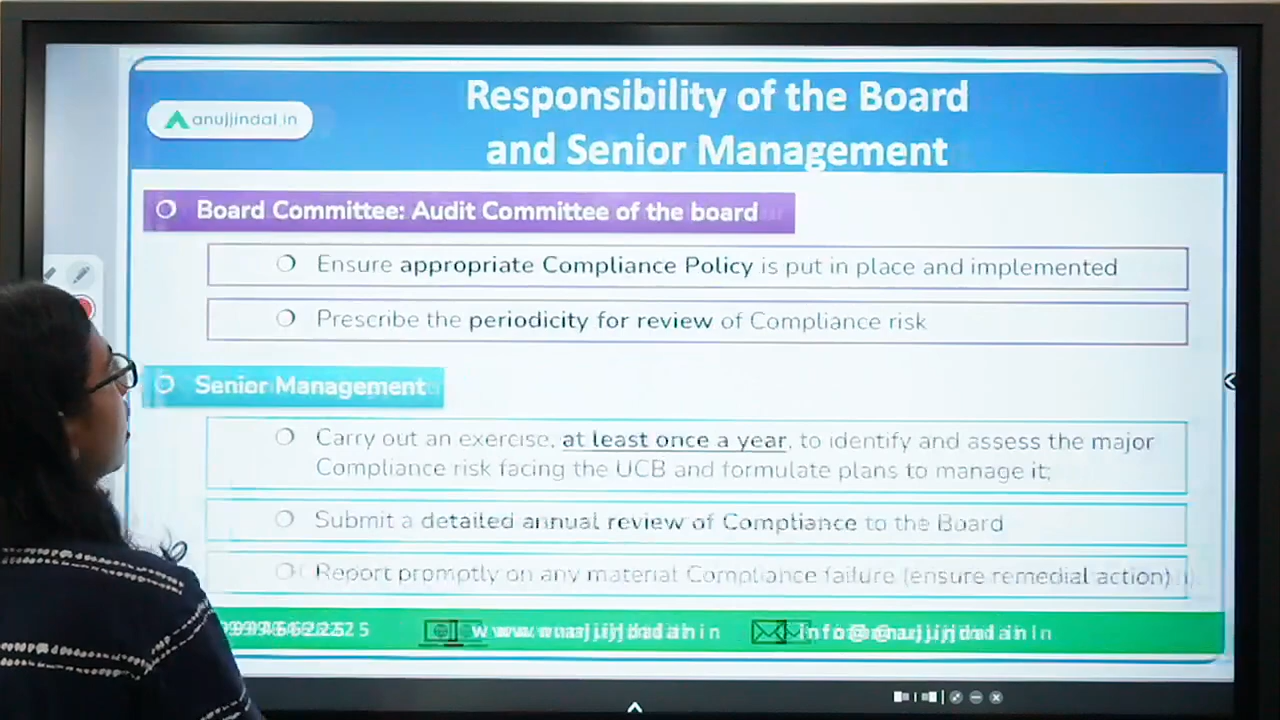 anujjindal.in
Responsibility of the Board
and Senior Management
Board Committee: Audit Committee of the board
Ensure appropriate Compliance Policy is put in place and implemented
Prescribe the periodicity for review of Compliance risk
Senior Management
Carry out an exercise, at least once a year, to identify and assess the major
Compliance risk facing the UCB and formulate plans to manage it;
Submit a detailed annual review of Compliance to the Board
Report promptly on any material Compliance failure (ensure remedial action)